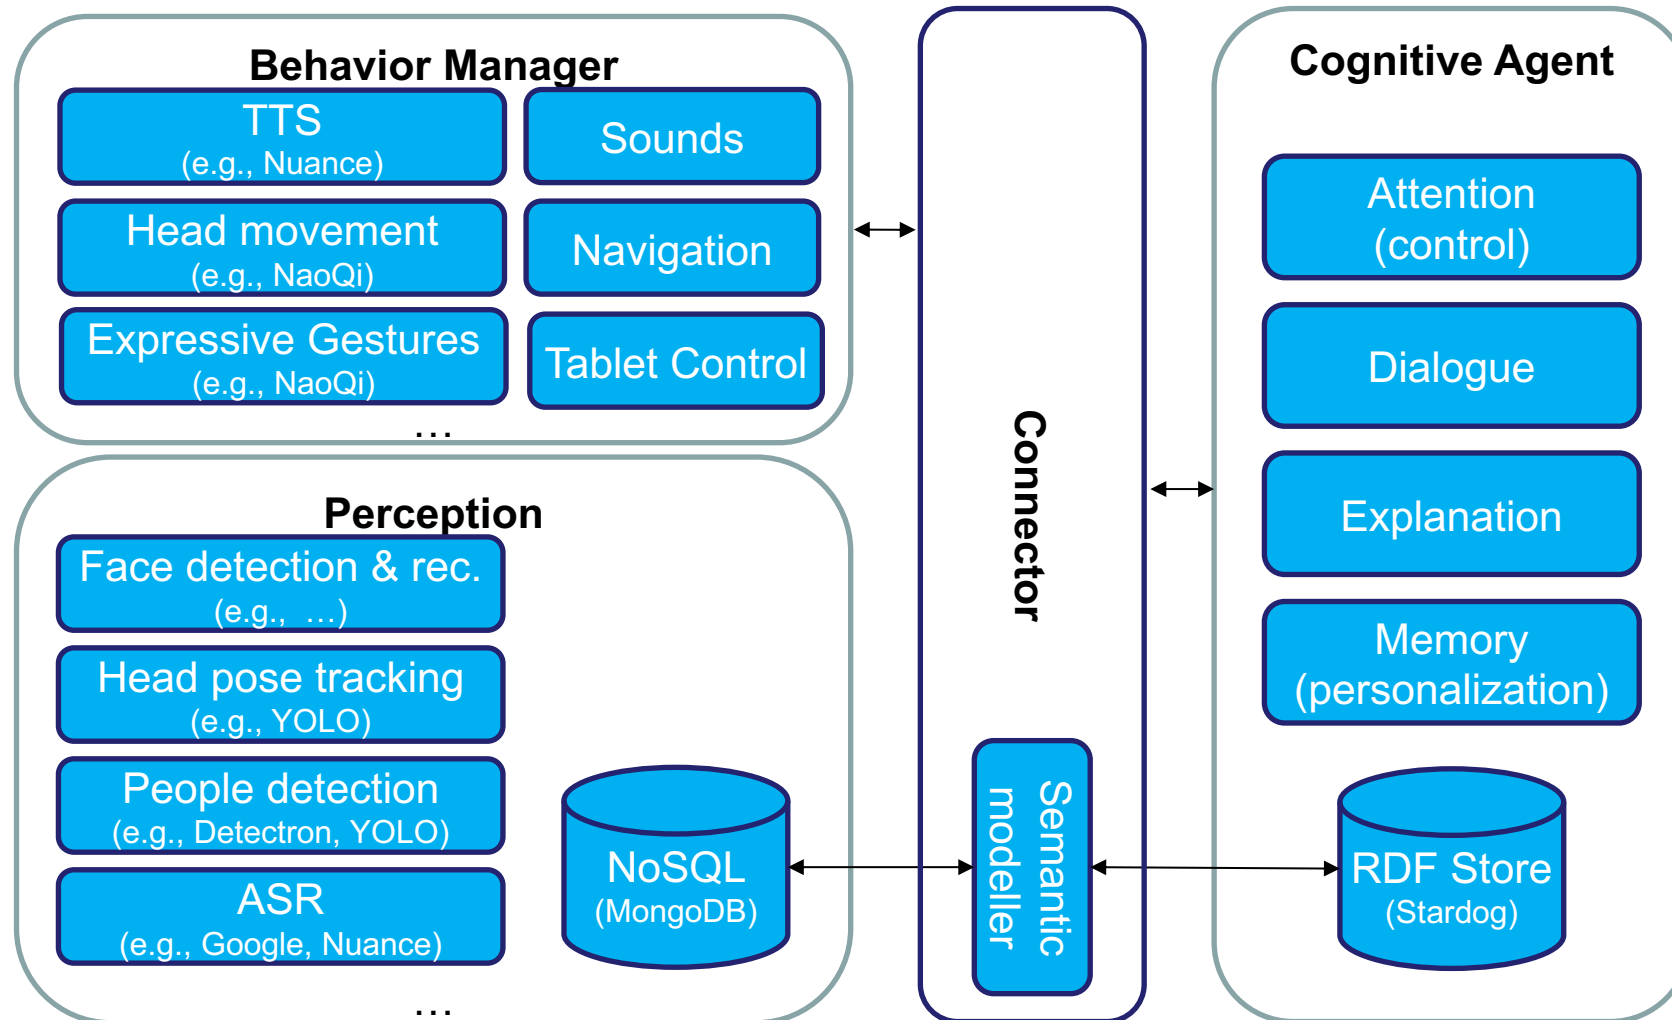 Behavior Manager
TTS
(e.g., Nuance)
Sounds
Head movement
(e.g., NaoQi)
Navigation
Expressive Gestures
(e.g., NaoQi)
Tablet Control
…
Perception
Face detection & rec.
(e.g., …)
Head pose tracking
(e.g., YOLO)
People detection
(e.g., Detectron, YOLO)
ASR
(e.g., Google, Nuance)
…
NoSQL
(MongoDB)
Connector
Semantic
modeller
Cognitive Agent
Attention
(control)
Dialogue
Explanation
Memory
(personalization)
RDF Store
(Stardog)